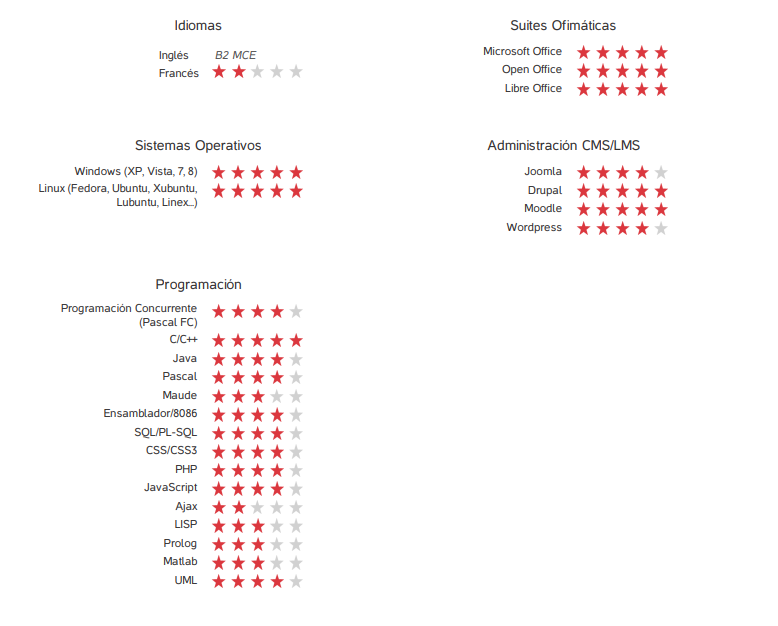 Idiomas
Inglés B2 MCE
Francés
Suites Ofimáticas
Microsoft Office
Open Office
Libre Office
Sistemas Operativos
Windows (XP, Vista, 7, 8)
Linux (Fedora, Ubuntu, Xubuntu,
Lubuntu, Linex...)
Administración CMS/LMS
Joomla
Drupal
Moodle
Wordpress
Programación
Programación Concurrente
(Pascal FC)
C/C++
Java
Pascal
Maude
Ensamblador/8086
SQL/PL-SQL
CSS/CSS3
PHP
JavaScript
Ajax
LISP
Prolog
Matlab
UML